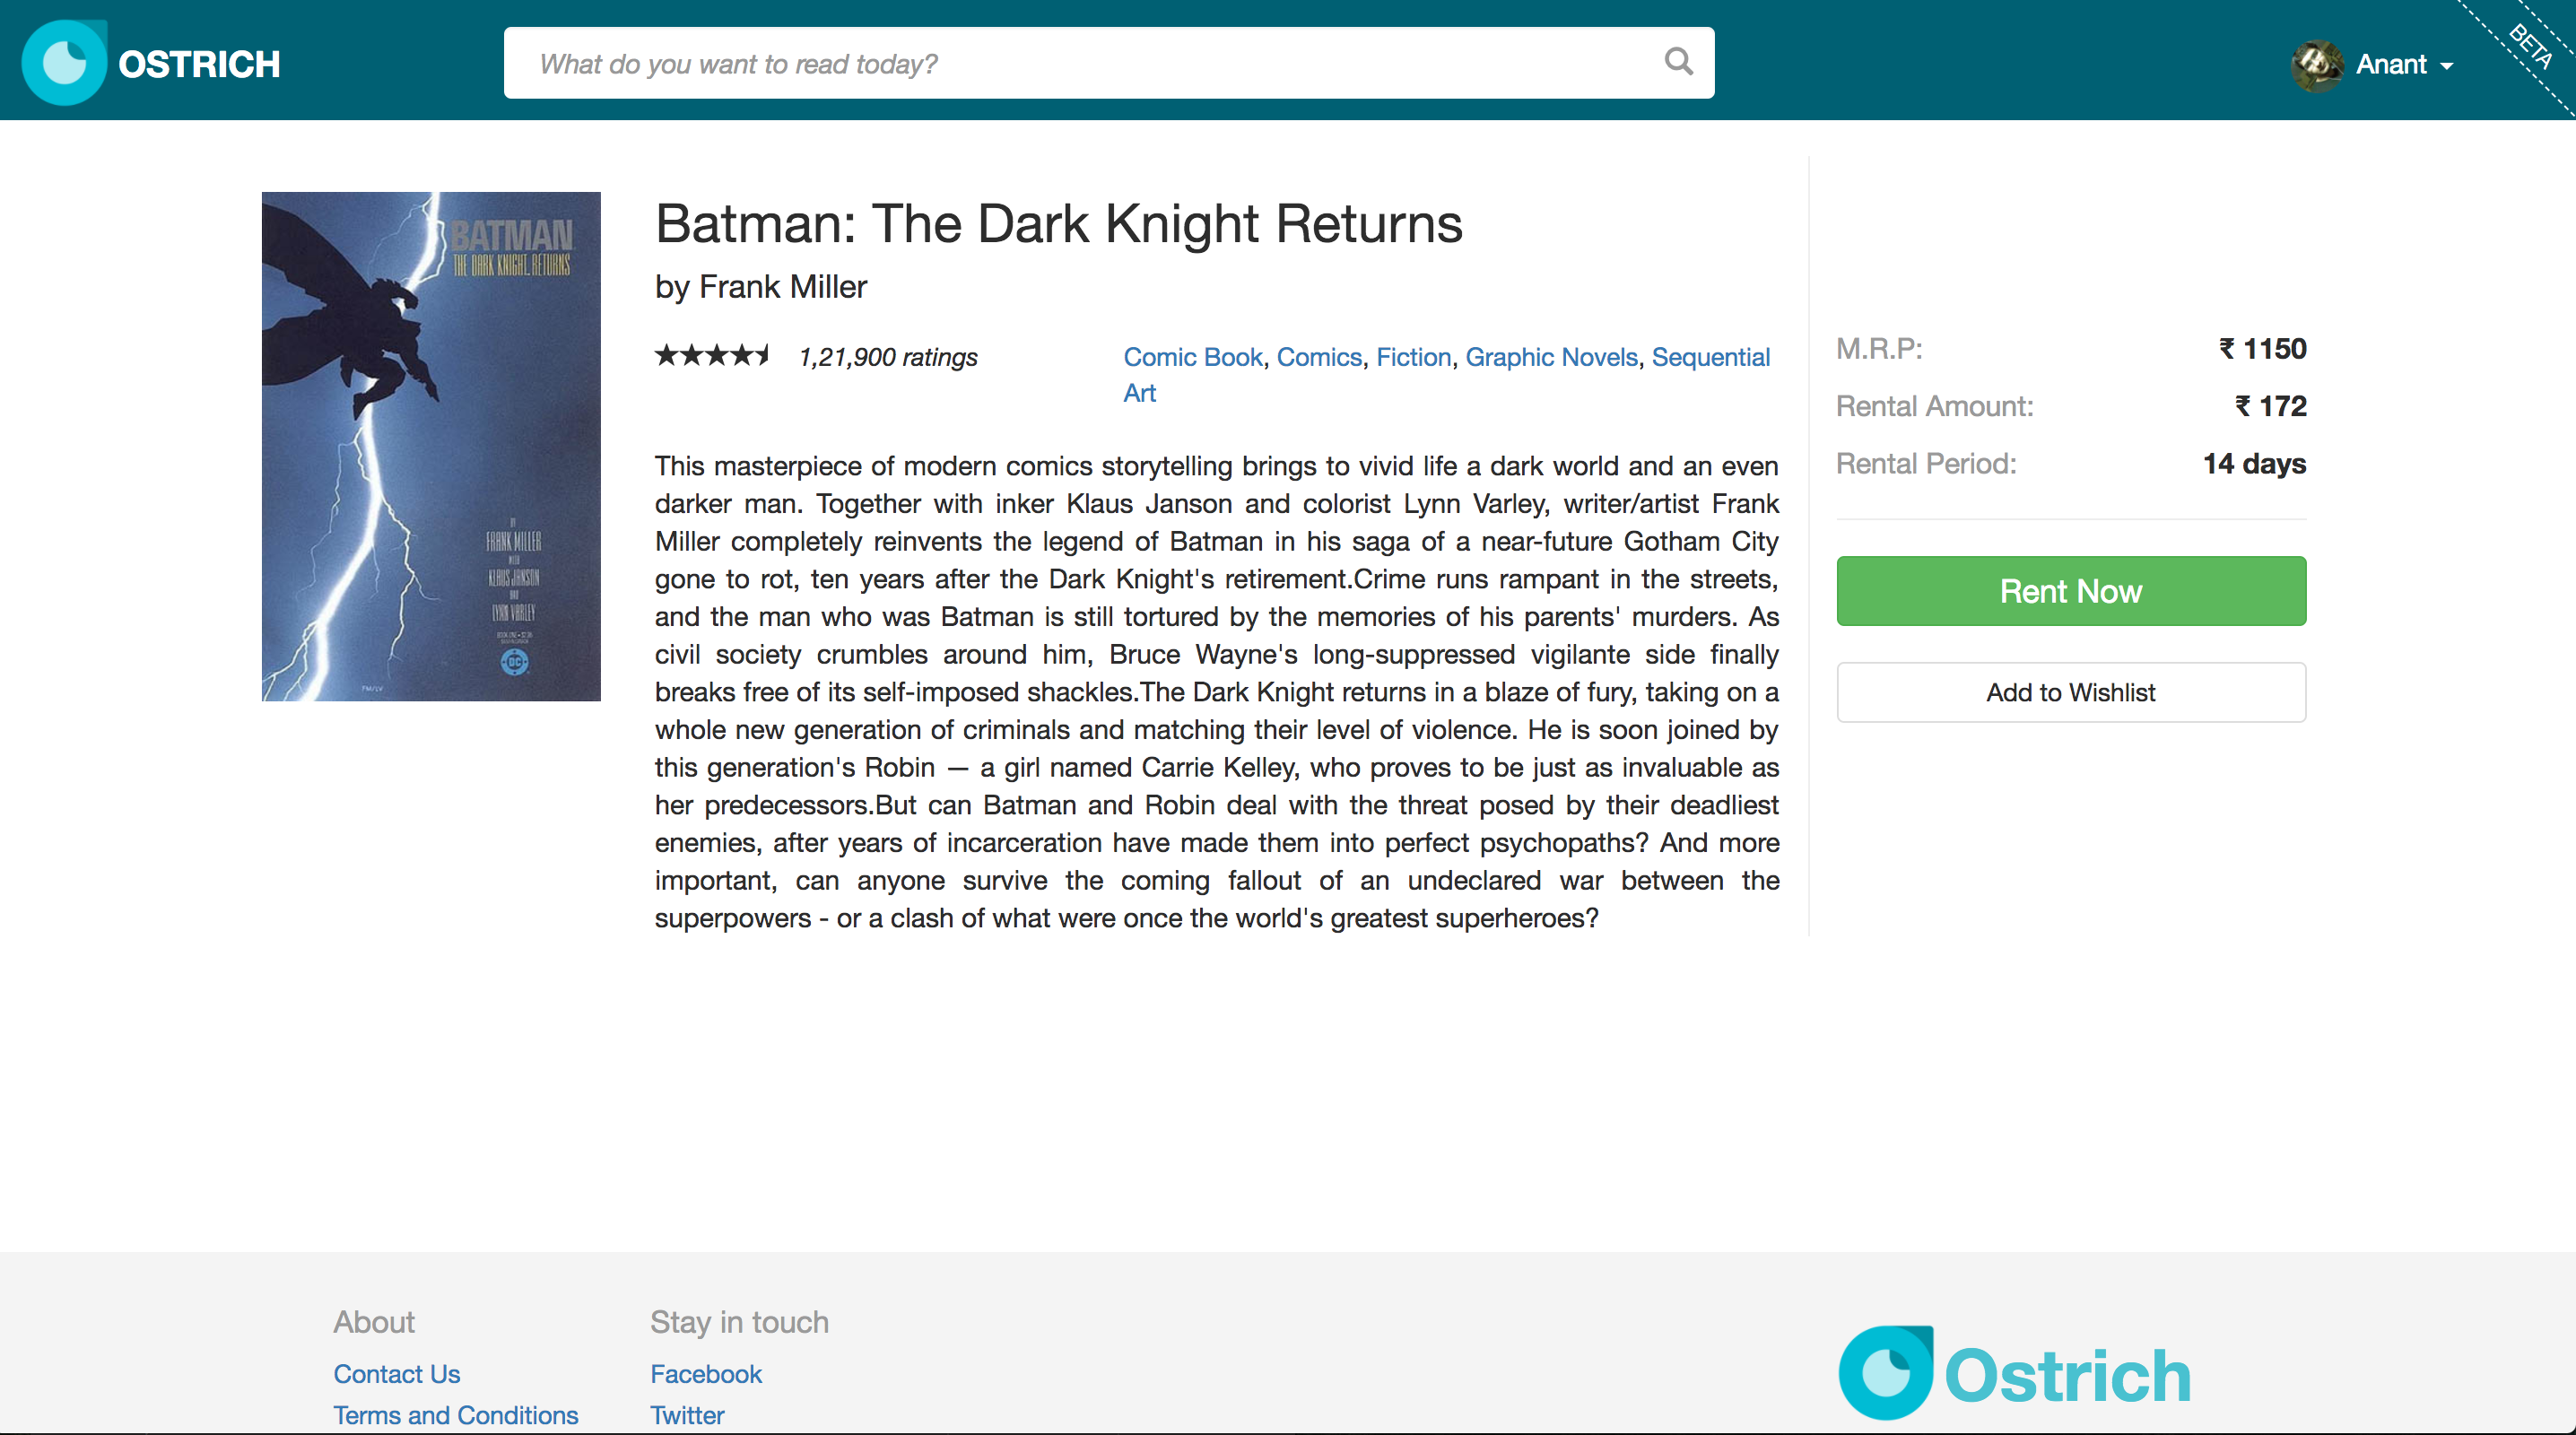 OSTRICH
What do you want to read today?
Anant
BETA
BATMAN
THE DARK KNIGHT RETURNS
BY
FRANK MILLER
WITH
KLAUS JANSON
AND
LYNN VARLEY
DC
Batman: The Dark Knight Returns
by Frank Miller
1,21,900 ratings
Comic Book, Comics, Fiction, Graphic Novels, Sequential
Art
This masterpiece of modern comics storytelling brings to vivid life a dark world and an even
darker man. Together with inker Klaus Janson and colorist Lynn Varley, writer/artist Frank
Miller completely reinvents the legend of Batman in his saga of a near-future Gotham City
gone to rot, ten years after the Dark Knight's retirement.Crime runs rampant in the streets,
and the man who was Batman is still tortured by the memories of his parents' murders. As
civil society crumbles around him, Bruce Wayne's long-suppressed vigilante side finally
breaks free of its self-imposed shackles.The Dark Knight returns in a blaze of fury, taking on a
whole new generation of criminals and matching their level of violence. He is soon joined by
this generation's Robin — a girl named Carrie Kelley, who proves to be just as invaluable as
her predecessors.But can Batman and Robin deal with the threat posed by their deadliest
enemies, after years of incarceration have made them into perfect psychopaths? And more
important, can anyone survive the coming fallout of an undeclared war between the
superpowers - or a clash of what were once the world's greatest superheroes?
M.R.P: ₹ 1150
Rental Amount: ₹ 172
Rental Period: 14 days
Rent Now
Add to Wishlist
About
Contact Us
Terms and Conditions
Stay in touch
Facebook
Twitter
Ostrich